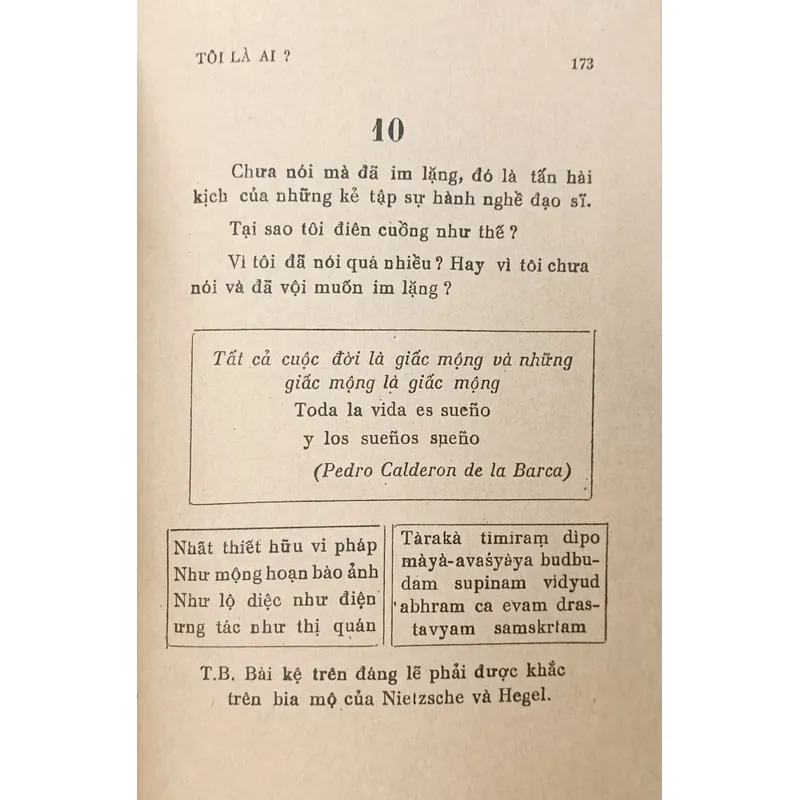 TÔI LÀ AI ?
173
10
Chưa nói mà đã im lặng, đó là tấn hài
kịch của những kẻ tập sự hành nghề đạo sĩ.
Tại sao tôi điên cuồng như thế ?
Vì tôi đã nói quá nhiều ? Hay vì tôi chưa
nói và đã vội muốn im lặng ?
Tất cả cuộc đời là giấc mộng và những
giấc mộng là giấc mộng
Toda la vida es sueño
y los sueños speño
(Pedro Calderon de la Barca)
Nhất thiết hữu vi pháp
Như mộng hoạn bào ảnh
Như lộ diệc như điện
ưng tác như thị quán
Tàrakà timiraṃ dìpo
màyà-avaśyàya budbu-
dam supinam vidyud
abhram ca evam dras-
tavyam samskrtam
T.B. Bài kệ trên đáng lẽ phải được khắc
trên bia mộ của Nietzsche và Hegel.